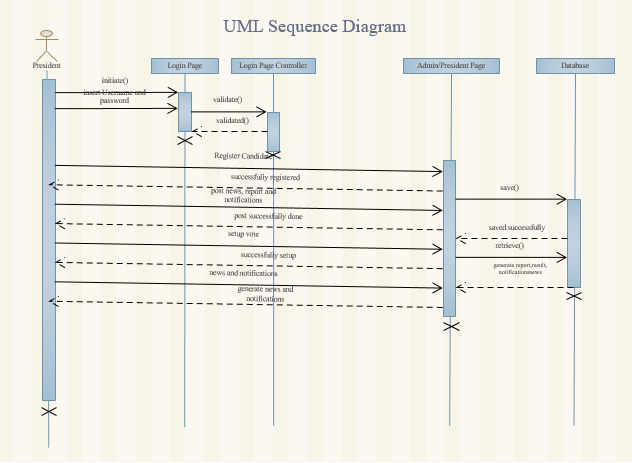 UML Sequence Diagram
President
Login Page
Login Page Controller
Admin/President Page
Database
initiate()
insert Username and
password
validate()
validated()
Register Candidate
successfully registered
save()
post news, report and
notifications
post successfully done
saved successfully
setup vote
retrieve()
successfully setup
generate report,result,
notificationsnews
news and notifications
generate news and
notifications